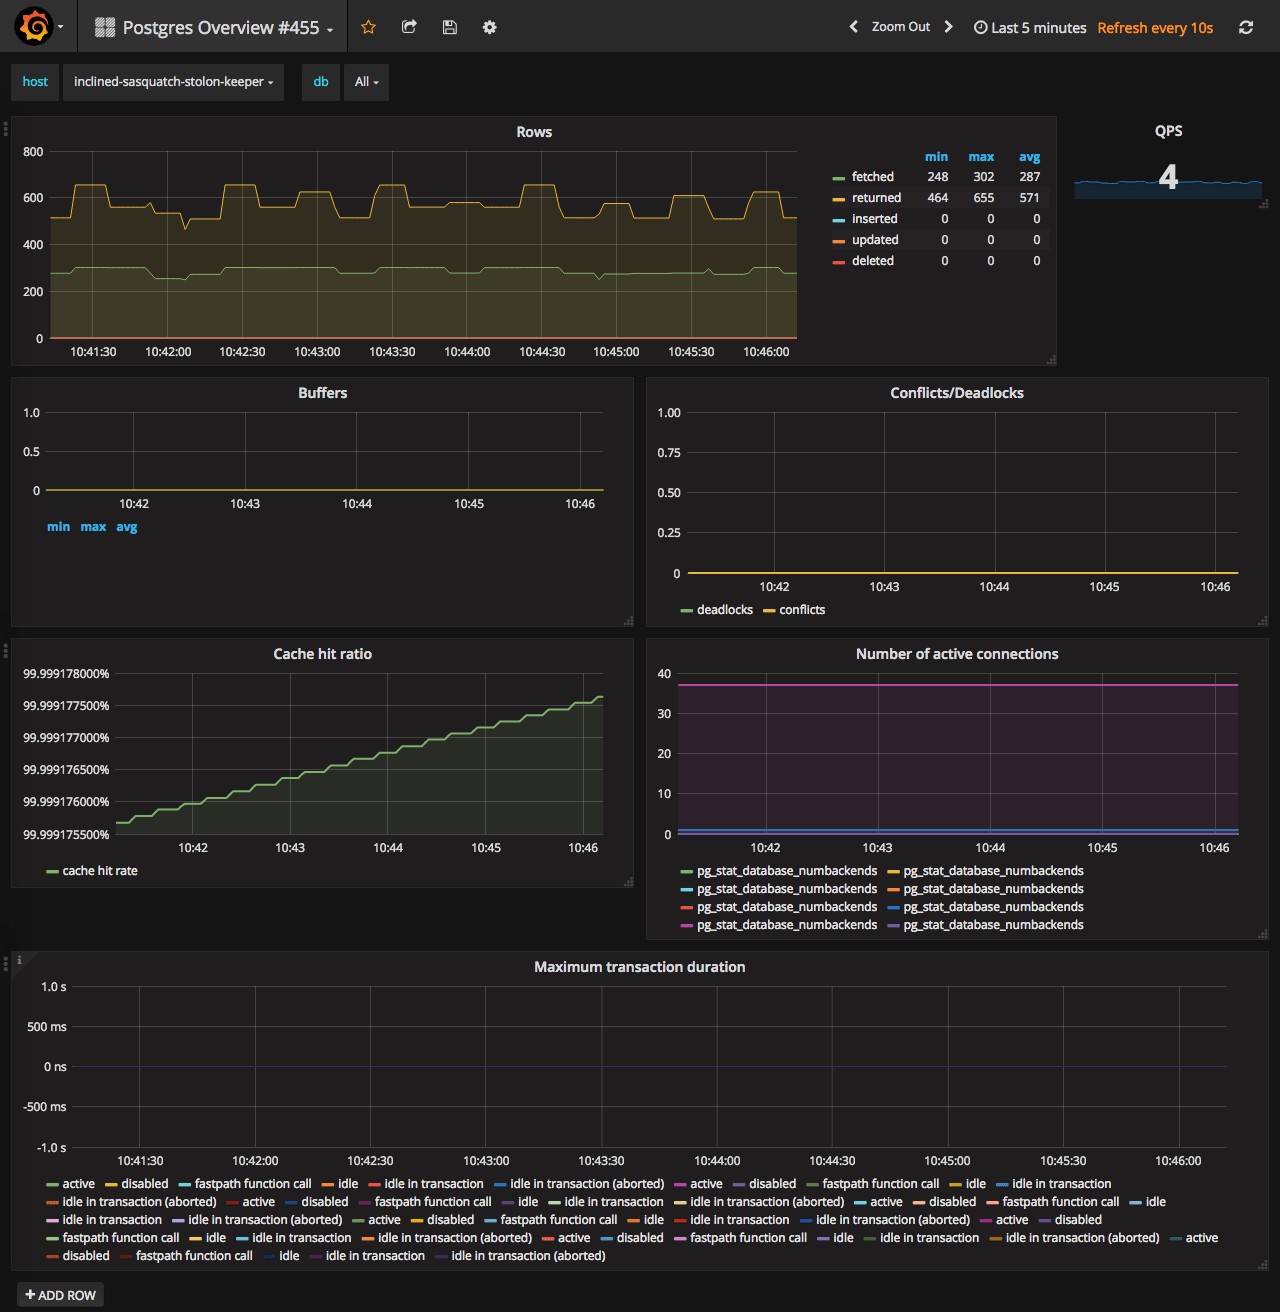 Postgres Overview #455
Zoom Out
Last 5 minutes Refresh every 10s
host inclined-sasquatch-stolon-keeper db All
Rows
800
600
400
200
0
10:41:30 10:42:00 10:42:30 10:43:00 10:43:30 10:44:00 10:44:30 10:45:00 10:45:30 10:46:00
min max avg
fetched 248 302 287
returned 464 655 571
inserted 0 0 0
updated 0 0 0
deleted 0 0 0
QPS
4
Buffers
1.0
0.5
0
10:42 10:43 10:44 10:45 10:46
min max avg
Conflicts/Deadlocks
1.00
0.75
0.50
0.25
0
10:42 10:43 10:44 10:45 10:46
deadlocks conflicts
Cache hit ratio
99.999178000%
99.999177500%
99.999177000%
99.999176500%
99.999176000%
99.999175500%
10:42 10:43 10:44 10:45 10:46
cache hit rate
Number of active connections
40
30
20
10
0
10:42 10:43 10:44 10:45 10:46
pg_stat_database_numbackends pg_stat_database_numbackends
pg_stat_database_numbackends pg_stat_database_numbackends
pg_stat_database_numbackends pg_stat_database_numbackends
pg_stat_database_numbackends pg_stat_database_numbackends
i
Maximum transaction duration
1.0 s
500 ms
0 ns
-500 ms
-1.0 s
10:41:30 10:42:00 10:42:30 10:43:00 10:43:30 10:44:00 10:44:30 10:45:00 10:45:30 10:46:00
active disabled fastpath function call idle idle in transaction idle in transaction (aborted) active disabled fastpath function call idle idle in transaction
idle in transaction (aborted) active disabled fastpath function call idle idle in transaction idle in transaction (aborted) active disabled fastpath function call idle
idle in transaction idle in transaction (aborted) active disabled fastpath function call idle idle in transaction idle in transaction (aborted) active disabled
fastpath function call idle idle in transaction idle in transaction (aborted) active disabled fastpath function call idle idle in transaction idle in transaction (aborted) active
disabled fastpath function call idle idle in transaction idle in transaction (aborted)
+ ADD ROW